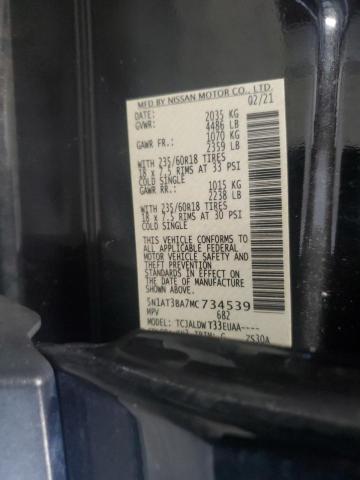 MFD BY NISSAN MOTOR CO., LTD.
DATE: 02/21
GVWR: 2035 KG
4486 LB
GAWR FR.: 1070 KG
2359 LB
WITH 235/60R18 TIRES
18 x 7.5 RIMS AT 33 PSI
COLD SINGLE
GAWR RR.: 1015 KG
2238 LB
WITH 235/60R18 TIRES
18 x 7.5 RIMS AT 30 PSI
COLD SINGLE
THIS VEHICLE CONFORMS
TO ALL APPLICABLE FEDERAL
MOTOR VEHICLE SAFETY
STANDARDS IN EFFECT
ON THE DATE OF
MANUFACTURE SHOWN
ABOVE.
5N1AT3BA7MC734539
MPV 682
MODEL: TCJALDW T33EUAA----
TRIM: G ZS30A